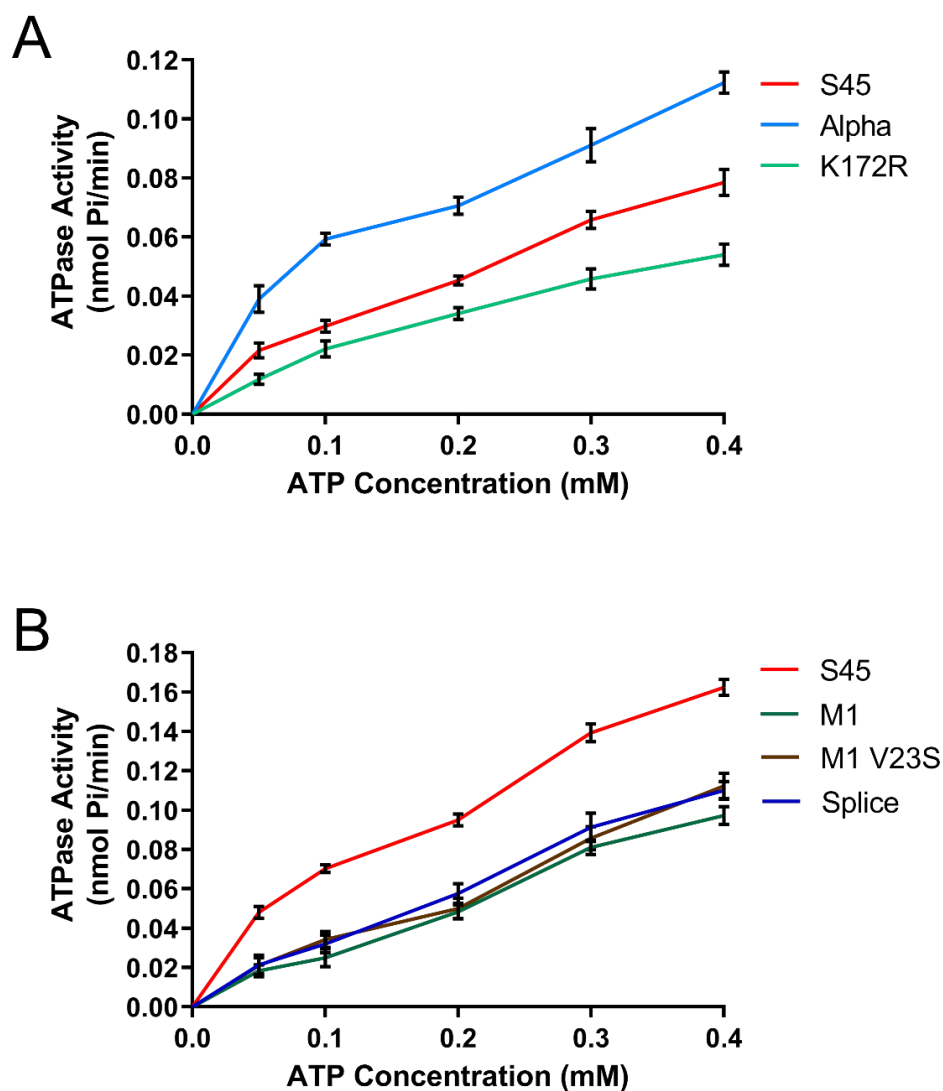 A
ATPase Activity
(nmol Pi/min)
0.12
0.10
0.08
0.06
0.04
0.02
0.00
0.0 0.1 0.2 0.3 0.4
ATP Concentration (mM)
S45
Alpha
K172R
B
ATPase Activity
(nmol Pi/min)
0.18
0.16
0.14
0.12
0.10
0.08
0.06
0.04
0.02
0.00
0.0 0.1 0.2 0.3 0.4
ATP Concentration (mM)
S45
M1
M1 V23S
Splice